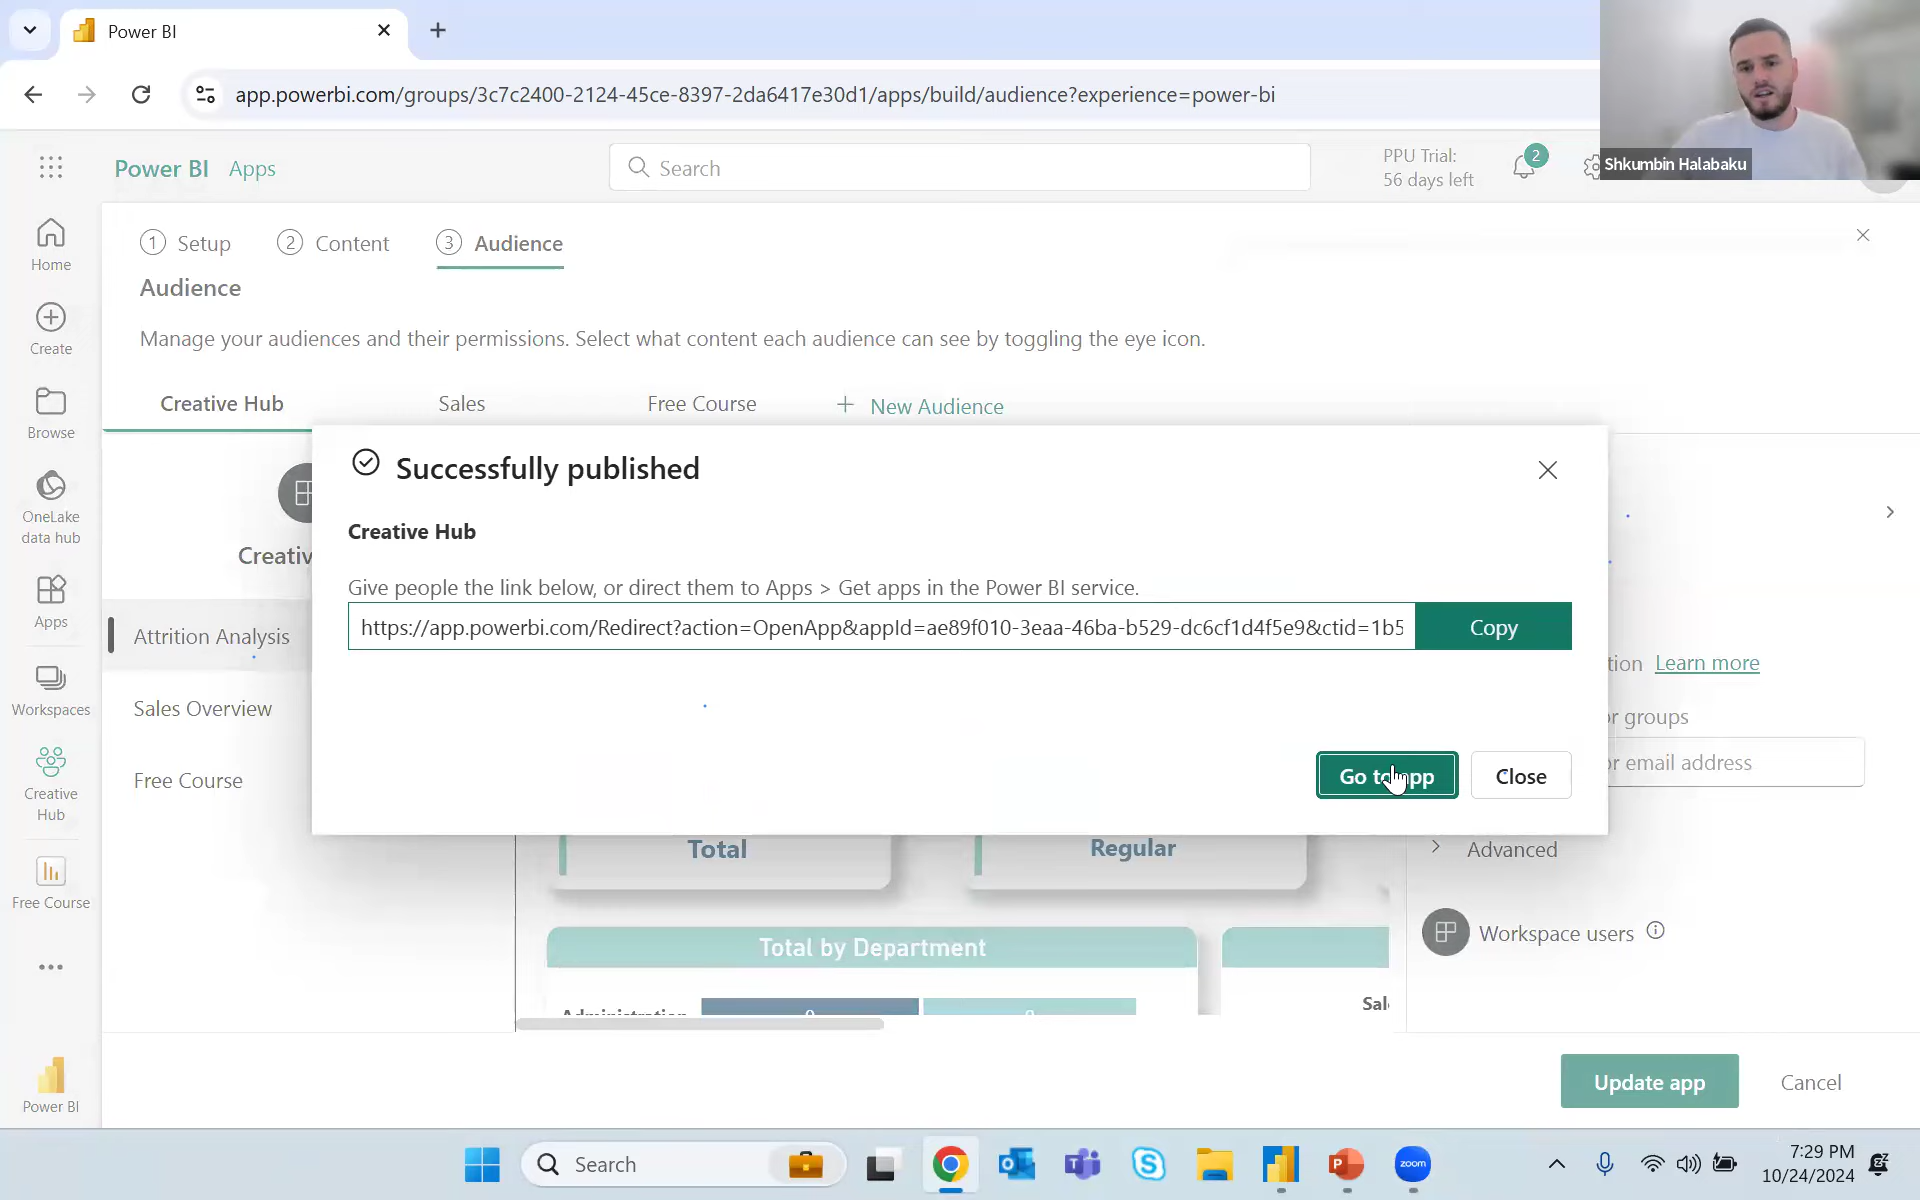 Power BI
app.powerbi.com/groups/3c7c2400-2124-45ce-8397-2da6417e30d1/apps/build/audience?experience=power-bi
Shkumbin Halabaku
Power BI Apps
Search
PPU Trial:
56 days left
2
Home
Create
Browse
OneLake
data hub
Apps
Workspaces
Creative
Hub
Free Course
Power BI
1 Setup
2 Content
3 Audience
Audience
Manage your audiences and their permissions. Select what content each audience can see by toggling the eye icon.
Creative Hub
Sales
Free Course
+ New Audience
Creativ
Attrition Analysis
Sales Overview
Free Course
Successfully published
Creative Hub
Give people the link below, or direct them to Apps > Get apps in the Power BI service.
https://app.powerbi.com/Redirect?action=OpenApp&appId=ae89f010-3eaa-46ba-b529-dc6cf1d4f5e9&ctid=1b5
Copy
Go to app
Close
tion Learn more
or groups
or email address
Advanced
Workspace users
Total
Regular
Total by Department
Administration
Sal
Update app
Cancel
Search
zoom
7:29 PM
10/24/2024